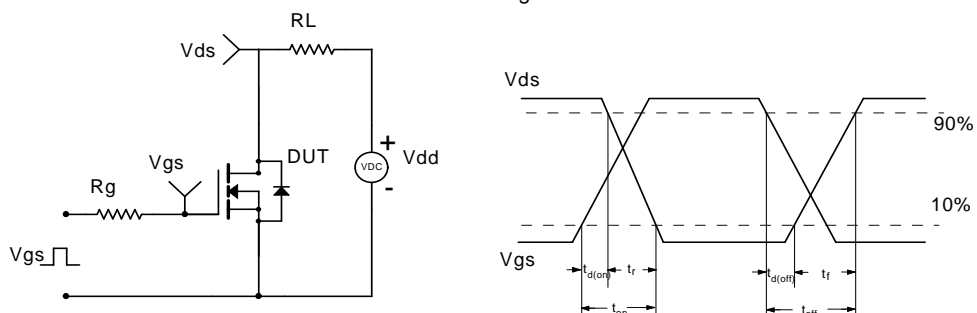 RL
Vds
Vgs
DUT
+
VDC
Vdd
-
Rg
Vgs
Vds
90%
10%
Vgs
td(on)
tr
td(off)
tf
ton